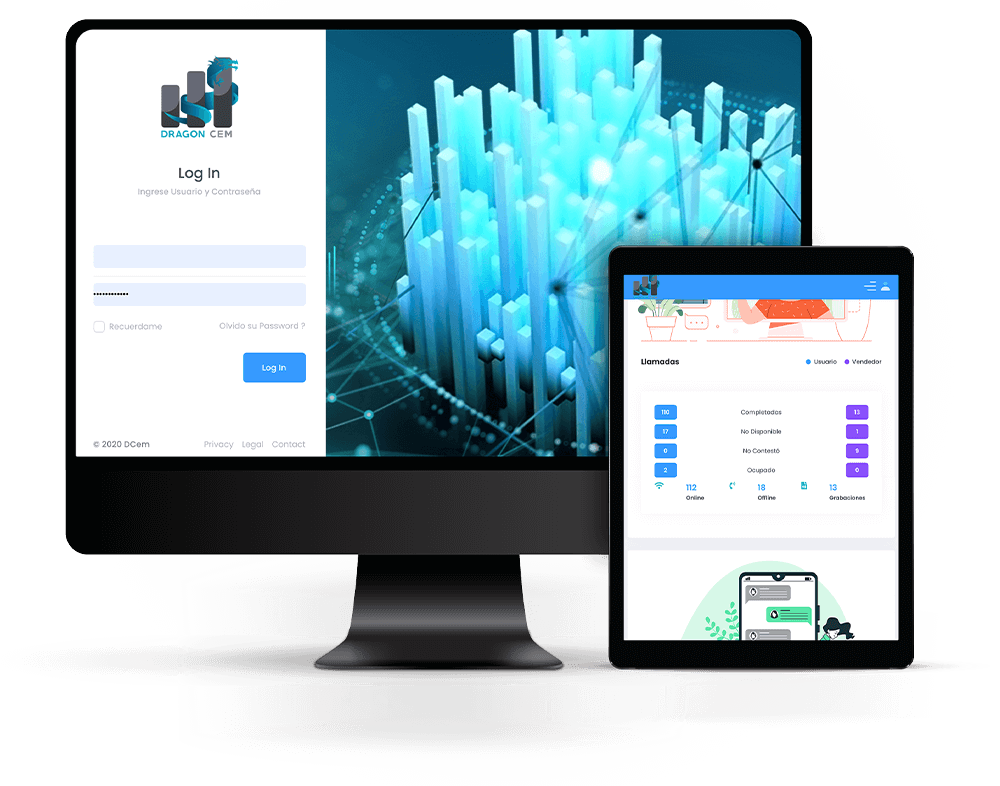 DRAGON CEM
Log In
Ingrese Usuario y Contraseña
Recuerdame
Olvido su Password ?
Log In
© 2020 DCem
Privacy Legal Contact
Llamadas
Usuario
Vendedor
110 Completadas 13
17 No Disponible 1
0 No Contestó 9
2 Ocupado 0
112
Online
18
Offline
13
Grabaciones